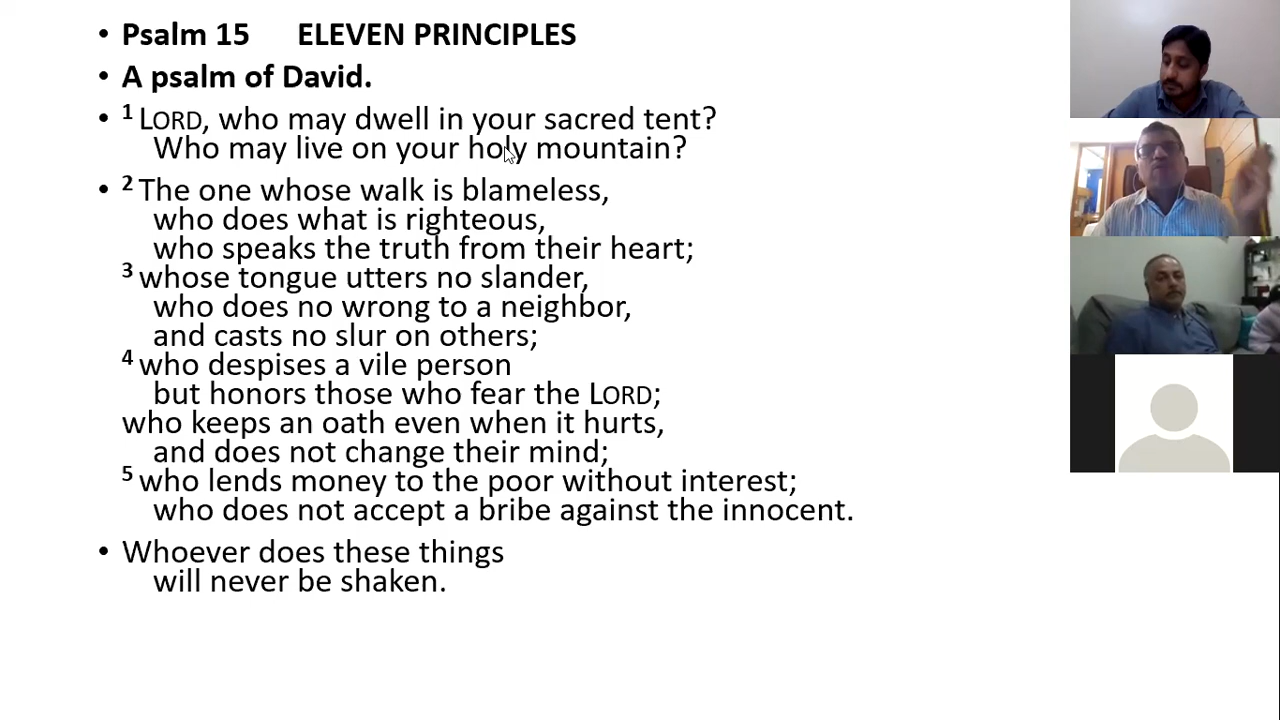 • Psalm 15 ELEVEN PRINCIPLES
• A psalm of David.
• 1 LORD, who may dwell in your sacred tent?
Who may live on your holy mountain?
• 2 The one whose walk is blameless,
who does what is righteous,
who speaks the truth from their heart;
3 whose tongue utters no slander,
who does no wrong to a neighbor,
and casts no slur on others;
4 who despises a vile person
but honors those who fear the LORD;
who keeps an oath even when it hurts,
and does not change their mind;
5 who lends money to the poor without interest;
who does not accept a bribe against the innocent.
• Whoever does these things
will never be shaken.